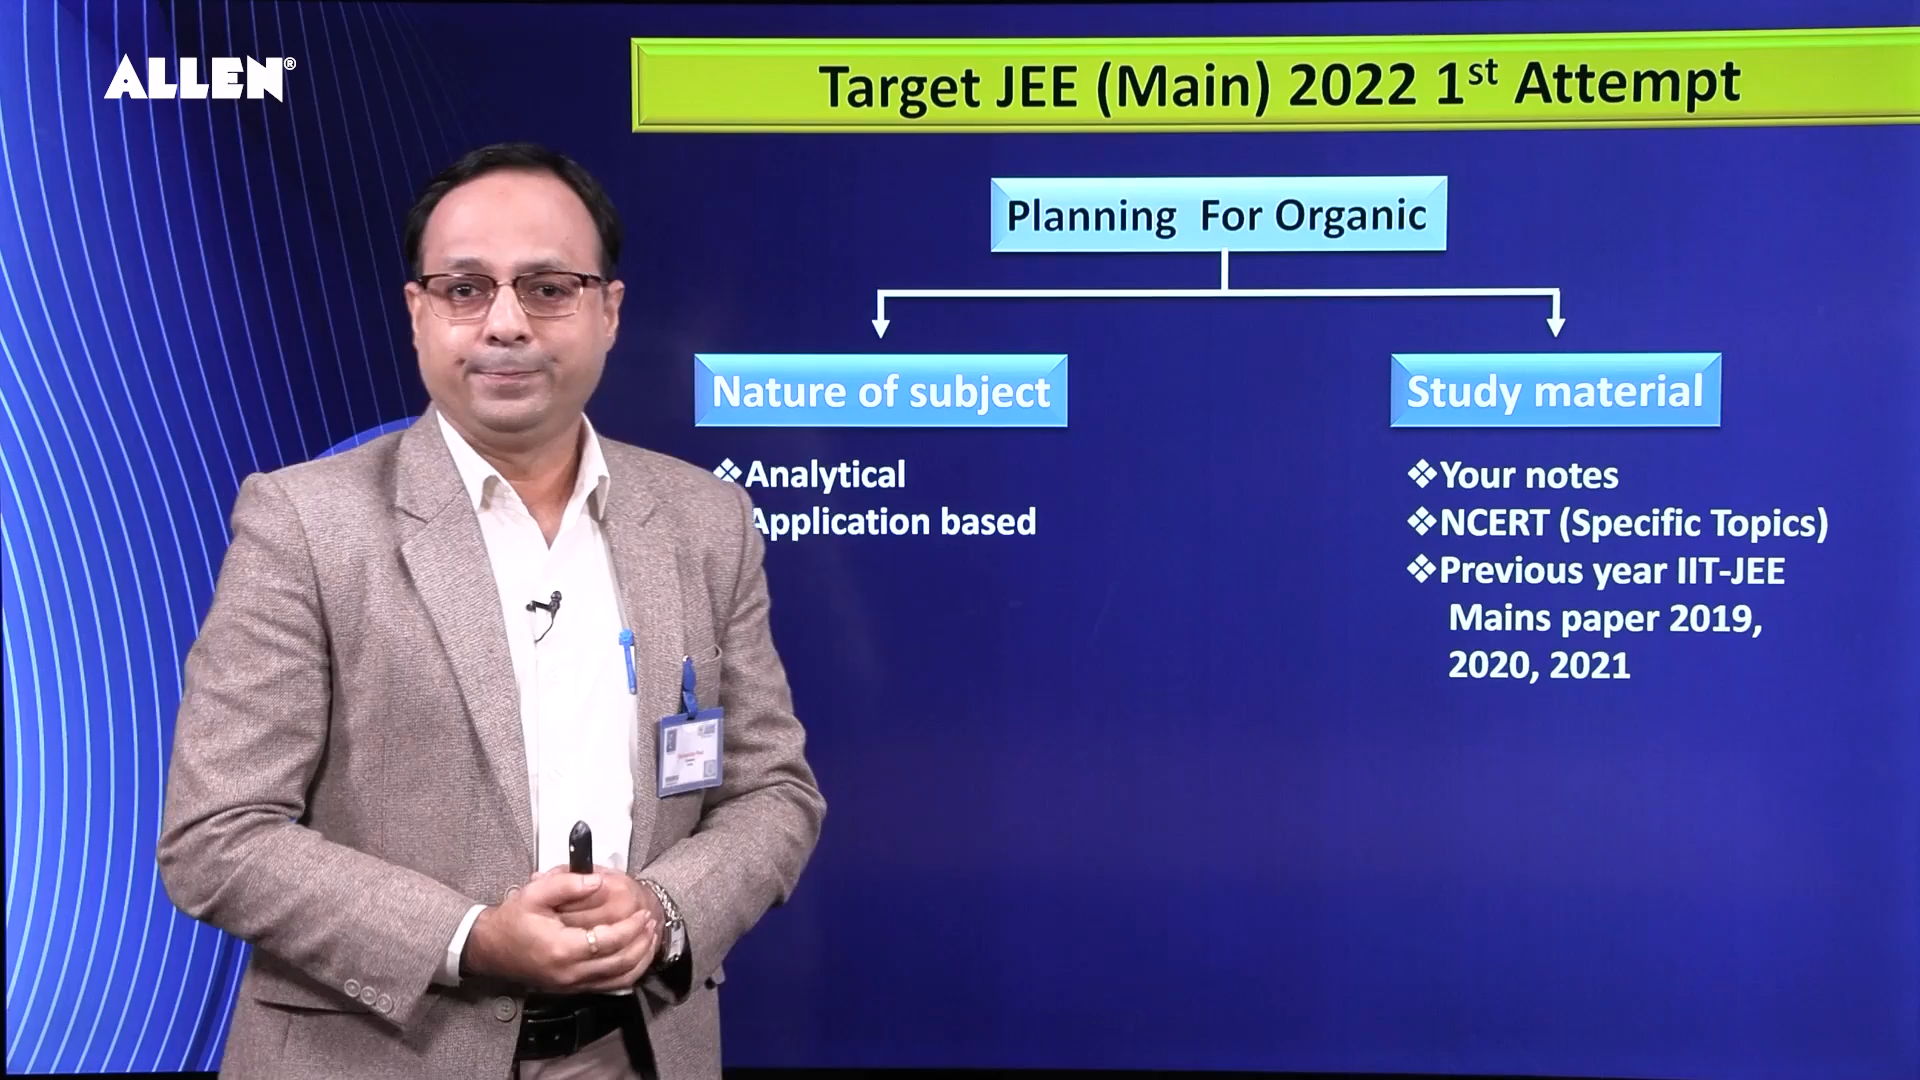 ALLEN®
Target JEE (Main) 2022 1st Attempt
Planning For Organic
Nature of subject
❖Analytical
Application based
Study material
❖Your notes
❖NCERT (Specific Topics)
❖Previous year IIT-JEE
Mains paper 2019,
2020, 2021